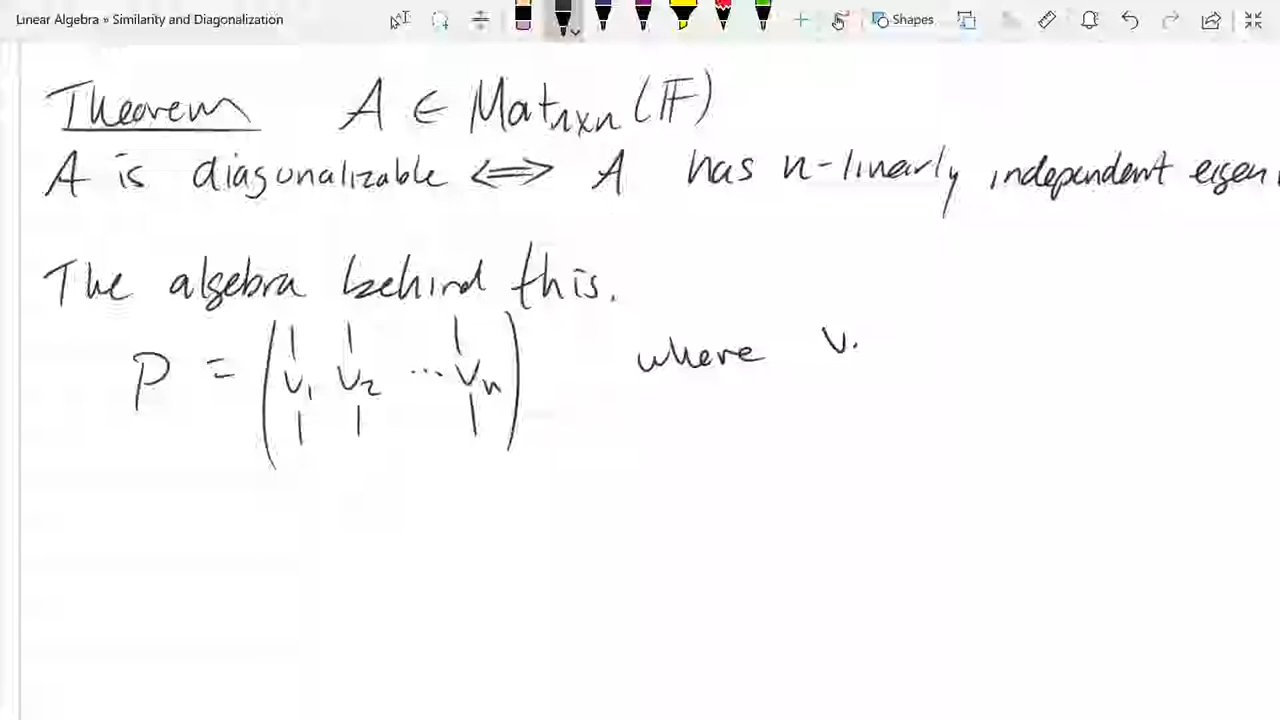 Linear Algebra » Similarity and Diagonalization
Shapes
Theorem A ∈ Matₙₓₙ (𝔽)
A is diagonalizable ⟺ A has n-linearly independent eigen
The algebra behind this.
P = ( v₁ v₂ ... vₙ ) where v.